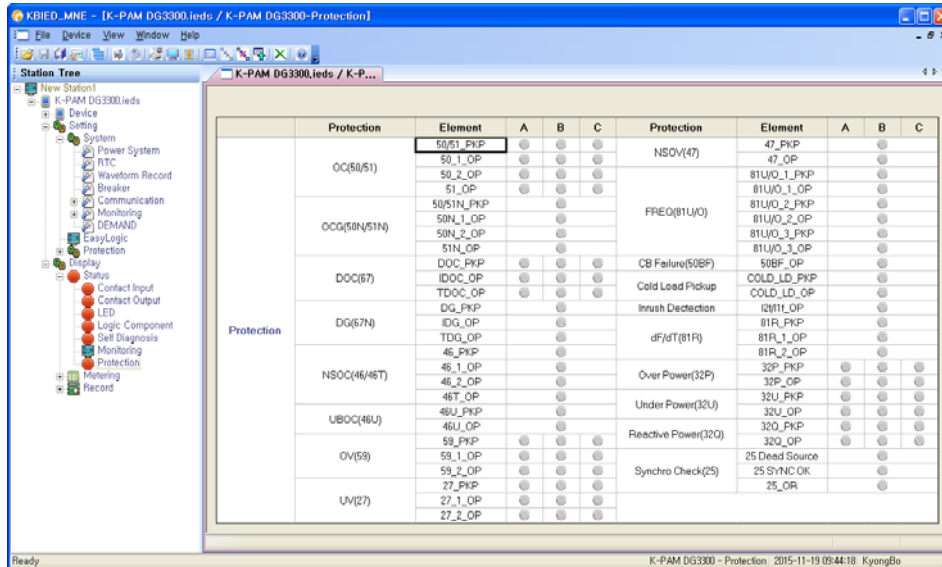 KBIED_MNE - [K-PAM DG3300.ieds / K-PAM DG3300-Protection]
File Device View Window Help
Station Tree
K-PAM DG3300.ieds / K-P...
New Station1
K-PAM DG3300.ieds
Device
Setting
System
Power System
RTC
Waveform Record
Breaker
Communication
Monitoring
DEMAND
EasyLogic
Protection
Display
Status
Contact Input
Contact Output
LED
Logic Component
Self Diagnosis
Monitoring
Protection
Metering
Record
Protection Element A B C Protection Element A B C
Protection
OC(50/51)
50/51_PKP
50_1_OP
50_2_OP
51_OP
OCG(50N/51N)
50/51N_PKP
50N_1_OP
50N_2_OP
51N_OP
DOC(67)
DOC_PKP
IDOC_OP
TDOC_OP
DG(67N)
DG_PKP
IDG_OP
TDG_OP
NSOC(46/46T)
46_PKP
46_1_OP
46_2_OP
46T_OP
UBOC(46U)
46U_PKP
46U_OP
OV(59)
59_PKP
59_1_OP
59_2_OP
UV(27)
27_PKP
27_1_OP
27_2_OP
NSOV(47)
47_PKP
47_OP
FREQ(81U/O)
81U/O_1_PKP
81U/O_1_OP
81U/O_2_PKP
81U/O_2_OP
81U/O_3_PKP
81U/O_3_OP
CB Failure(50BF)
50BF_OP
Cold Load Pickup
COLD_LD_PKP
COLD_LD_OP
Inrush Dectection
I2f/I1f_OP
dF/dT(81R)
81R_PKP
81R_1_OP
81R_2_OP
Over Power(32P)
32P_PKP
32P_OP
Under Power(32U)
32U_PKP
32U_OP
Reactive Power(32Q)
32Q_PKP
32Q_OP
Synchro Check(25)
25 Dead Source
25 SYNC OK
25_OR
Ready
K-PAM DG3300 - Protection 2015-11-19 09:44:18 KyongBo